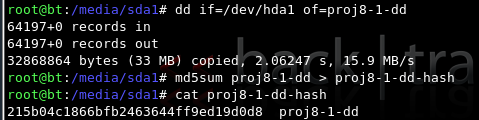 root@bt:/media/sda1# dd if=/dev/hda1 of=proj8-1-dd
64197+0 records in
64197+0 records out
32868864 bytes (33 MB) copied, 2.06247 s, 15.9 MB/s
root@bt:/media/sda1# md5sum proj8-1-dd > proj8-1-dd-hash
root@bt:/media/sda1# cat proj8-1-dd-hash
215b04c1866bfb2463644ff9ed19d0d8  proj8-1-dd
back | tra